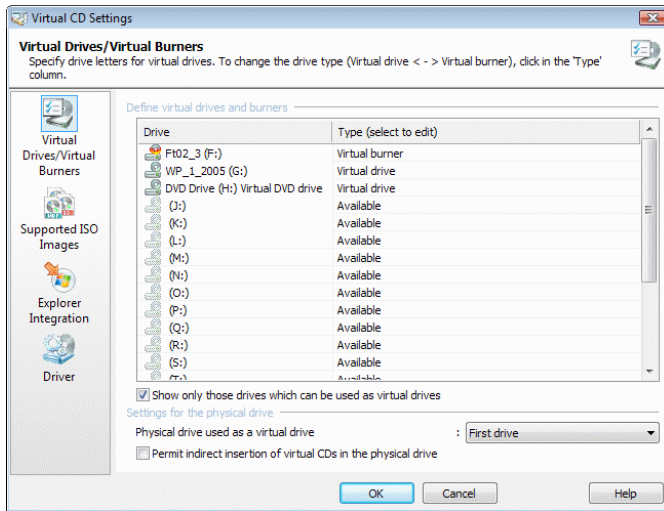 Virtual CD Settings
Virtual Drives/Virtual Burners
Specify drive letters for virtual drives. To change the drive type (Virtual drive < - > Virtual burner), click in the 'Type'
column.
Virtual
Drives/Virtual
Burners
Supported ISO
Images
Explorer
Integration
Driver
Define virtual drives and burners
Drive Type (select to edit)
Ft02_3 (F:) Virtual burner
WP_1_2005 (G:) Virtual drive
DVD Drive (H:) Virtual DVD drive Virtual drive
(J:) Available
(K:) Available
(L:) Available
(M:) Available
(N:) Available
(O:) Available
(P:) Available
(Q:) Available
(R:) Available
(S:) Available
(T:) Available
Show only those drives which can be used as virtual drives
Settings for the physical drive
Physical drive used as a virtual drive : First drive
Permit indirect insertion of virtual CDs in the physical drive
OK Cancel Help